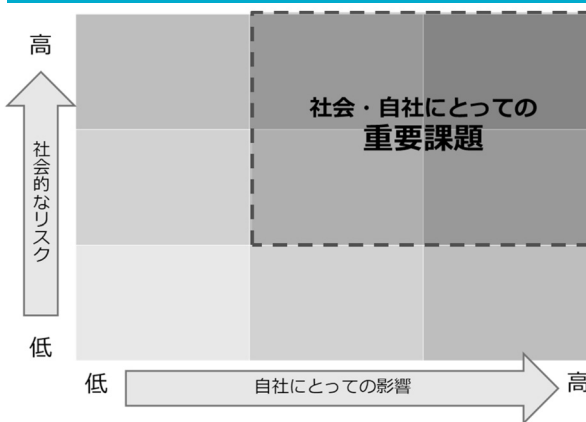 高
社会・自社にとっての
重要課題
社会的なリスク
低
低
自社にとっての影響
高